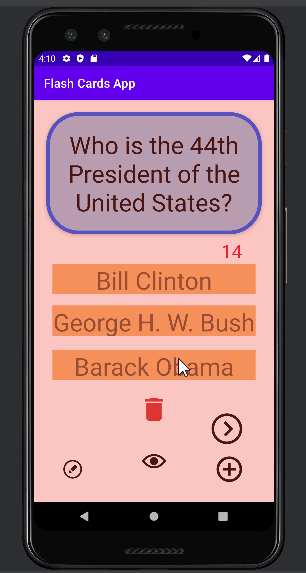 4:10
Flash Cards App
Who is the 44th
President of the
United States?
14
Bill Clinton
George H. W. Bush
Barack Obama